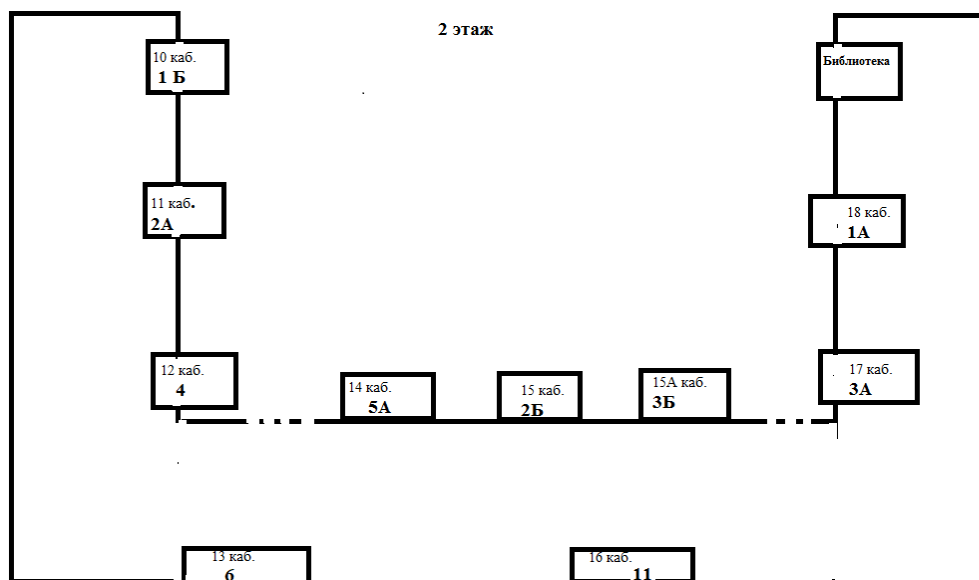 2 этаж
10 каб.
1 Б
Библиотека
11 каб.
2А
18 каб.
1А
12 каб.
4
14 каб.
5А
15 каб.
2Б
15А каб.
3Б
17 каб.
3А
13 каб.
6
16 каб.
11